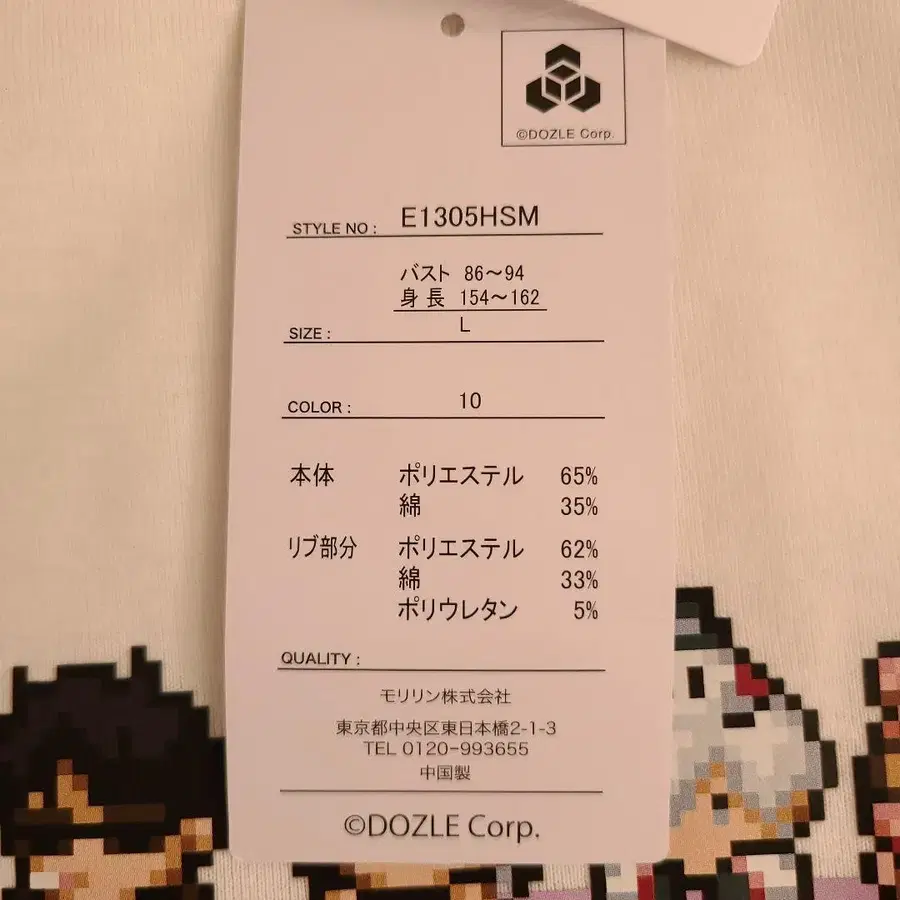 ©DOZLE Corp.
STYLE NO : E1305HSM
バスト 86～94
身長 154～162
SIZE : L
COLOR : 10
本体 ポリエステル 65%
綿 35%
リブ部分 ポリエステル 62%
綿 33%
ポリウレタン 5%
QUALITY :
モリリン株式会社
東京都中央区東日本橋2-1-3
TEL 0120-993655
中国製
©DOZLE Corp.